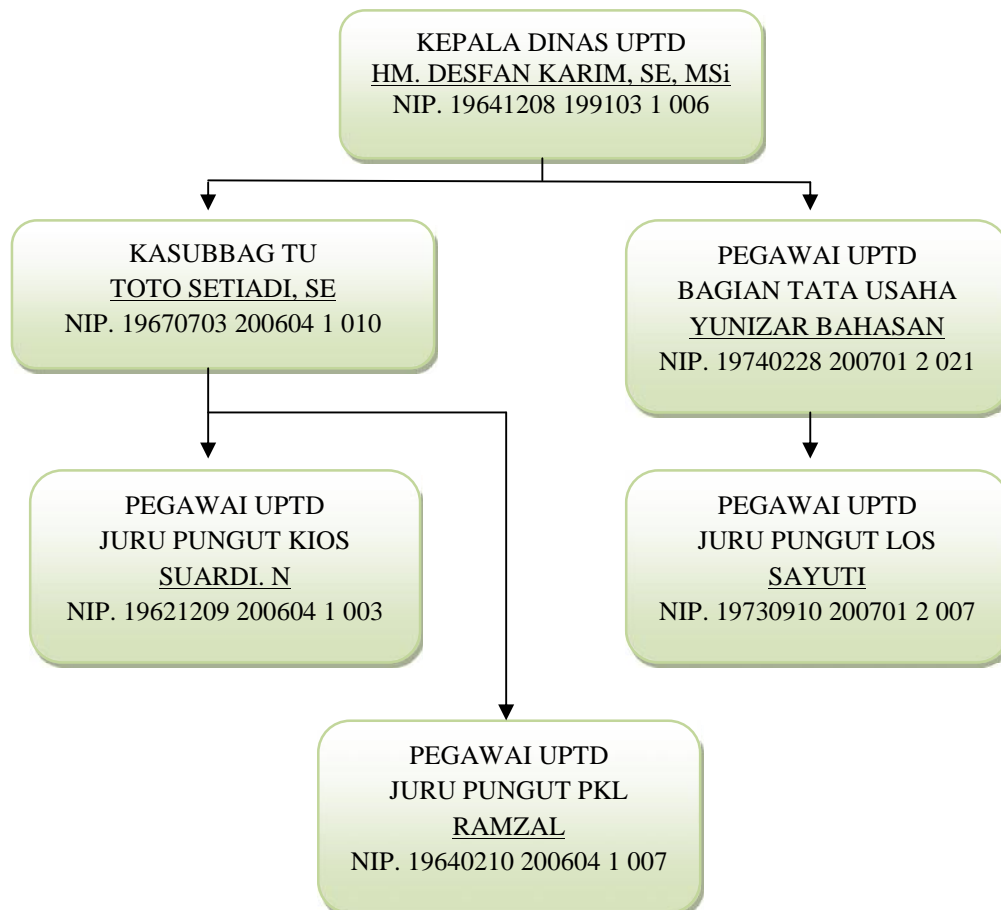 KEPALA DINAS UPTD
HM. DESFAN KARIM, SE, MSi
NIP. 19641208 199103 1 006
KASUBBAG TU
TOTO SETIADI, SE
NIP. 19670703 200604 1 010
PEGAWAI UPTD
BAGIAN TATA USAHA
YUNIZAR BAHASAN
NIP. 19740228 200701 2 021
PEGAWAI UPTD
JURU PUNGUT KIOS
SUARDI. N
NIP. 19621209 200604 1 003
PEGAWAI UPTD
JURU PUNGUT LOS
SAYUTI
NIP. 19730910 200701 2 007
PEGAWAI UPTD
JURU PUNGUT PKL
RAMZAL
NIP. 19640210 200604 1 007